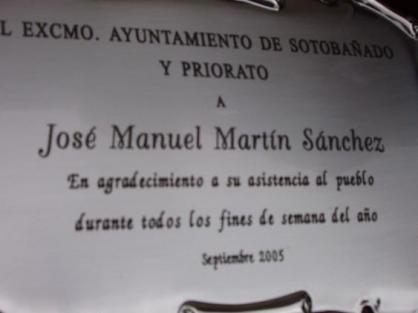 L EXCMO. AYUNTAMIENTO DE SOTOBAÑADO
Y PRIORATO
A
José Manuel Martín Sánchez
En agradecimiento a su asistencia al pueblo
durante todos los fines de semana del año
Septiembre 2005